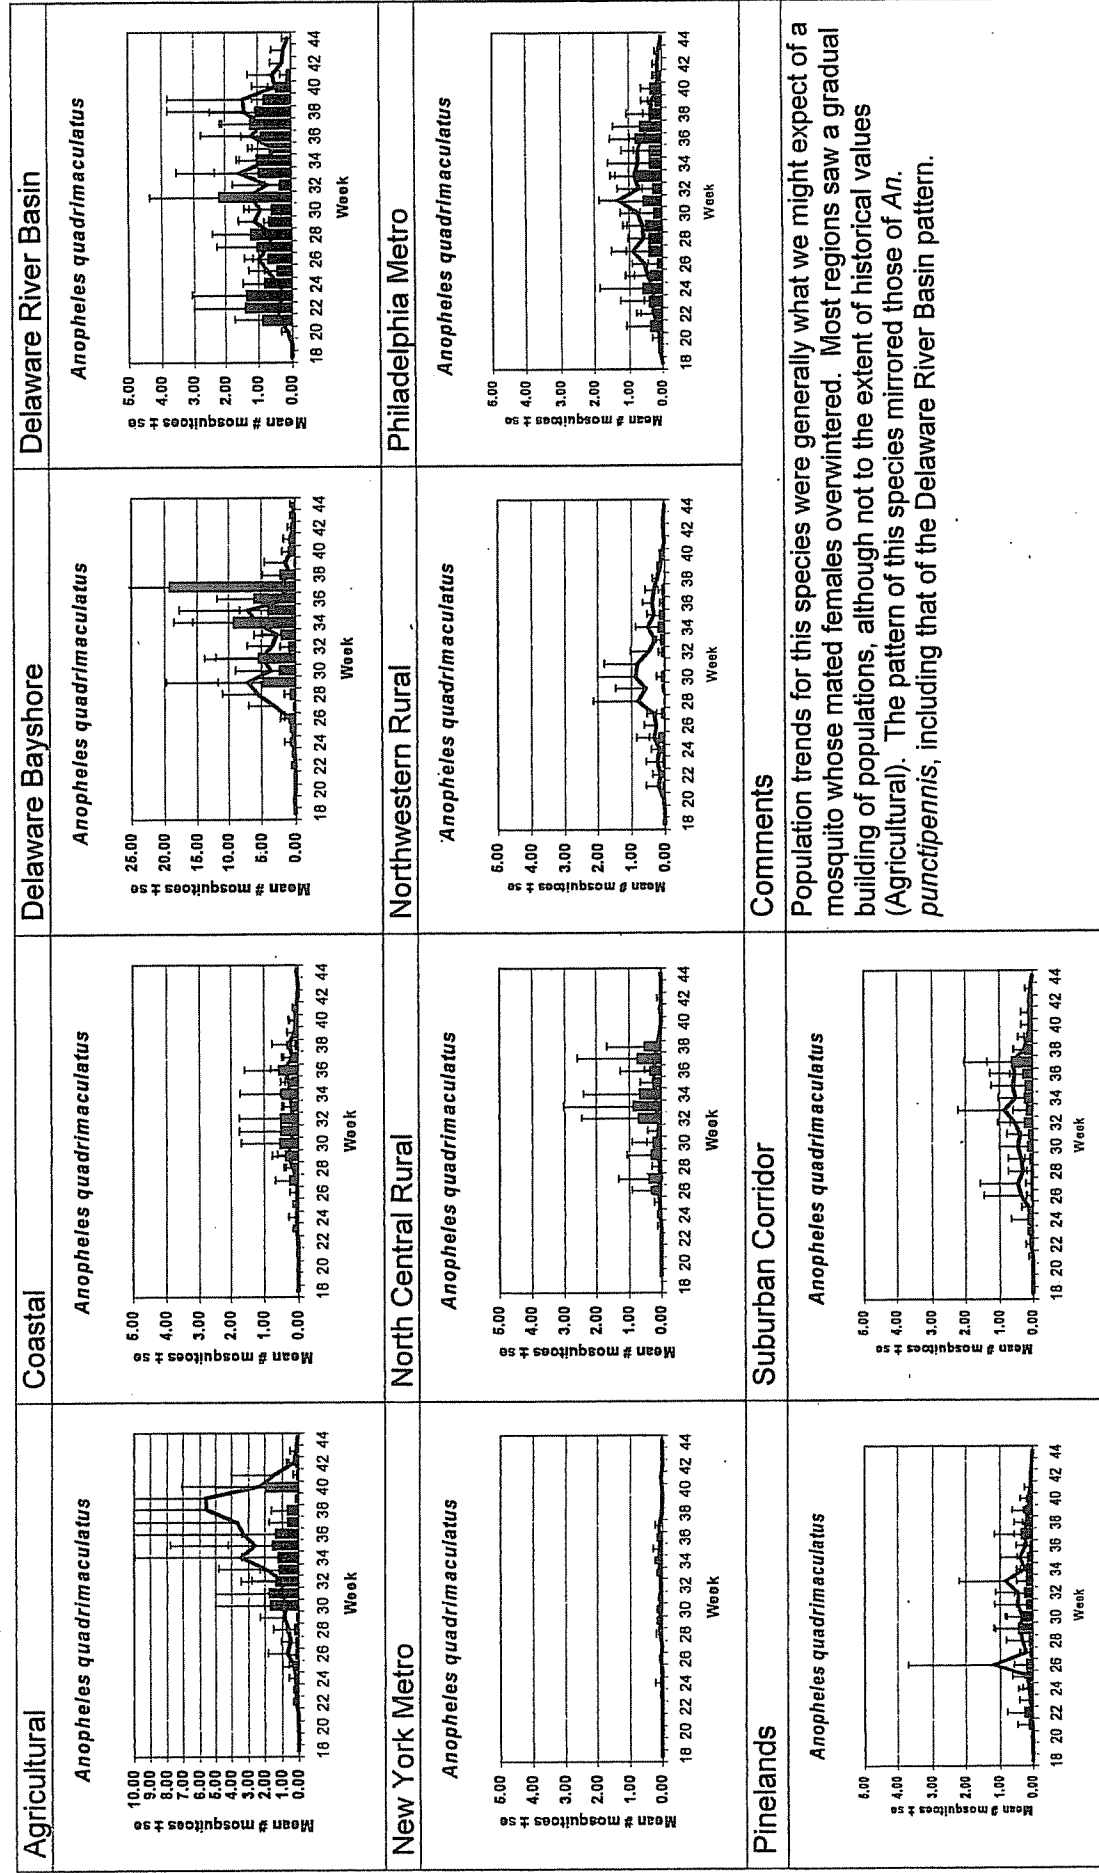 Agricultural
Anopheles quadrimaculatus
Mean # mosquitoes ± se
10.00
9.00
8.00
7.00
6.00
5.00
4.00
3.00
2.00
1.00
0.00
18 20 22 24 26 28 30 32 34 36 38 40 42 44
Week
Coastal
Anopheles quadrimaculatus
Mean # mosquitoes ± se
5.00
4.00
3.00
2.00
1.00
0.00
18 20 22 24 26 28 30 32 34 36 38 40 42 44
Week
Delaware Bayshore
Anopheles quadrimaculatus
Mean # mosquitoes ± se
25.00
20.00
15.00
10.00
5.00
0.00
18 20 22 24 26 28 30 32 34 36 38 40 42 44
Week
Delaware River Basin
Anopheles quadrimaculatus
Mean # mosquitoes ± se
5.00
4.00
3.00
2.00
1.00
0.00
18 20 22 24 26 28 30 32 34 36 38 40 42 44
Week
New York Metro
Anopheles quadrimaculatus
Mean # mosquitoes ± se
5.00
4.00
3.00
2.00
1.00
0.00
18 20 22 24 26 28 30 32 34 36 38 40 42 44
Week
North Central Rural
Anopheles quadrimaculatus
Mean # mosquitoes ± se
5.00
4.00
3.00
2.00
1.00
0.00
18 20 22 24 26 28 30 32 34 36 38 40 42 44
Week
Northwestern Rural
Anopheles quadrimaculatus
Mean # mosquitoes ± se
5.00
4.00
3.00
2.00
1.00
0.00
18 20 22 24 26 28 30 32 34 36 38 40 42 44
Week
Philadelphia Metro
Anopheles quadrimaculatus
Mean # mosquitoes ± se
5.00
4.00
3.00
2.00
1.00
0.00
18 20 22 24 26 28 30 32 34 36 38 40 42 44
Week
Pinelands
Anopheles quadrimaculatus
Mean # mosquitoes
± se
5.00
4.00
3.00
2.00
1.00
0.00
18 20 22 24 26 28 30 32 34 36 38 40 42 44
Week
Suburban Corridor
Anopheles quadrimaculatus
Mean # mosquitoes
± se
5.00
4.00
3.00
2.00
1.00
0.00
18 20 22 24 26 28 30 32 34 36 38 40 42 44
Week
Comments
Population trends for this species were generally what we might expect of a
mosquito whose mated females overwintered. Most regions saw a gradual
building of populations, although not to the extent of historical values
(Agricultural). The pattern of this species mirrored those of An.
punctipennis, including that of the Delaware River Basin pattern.